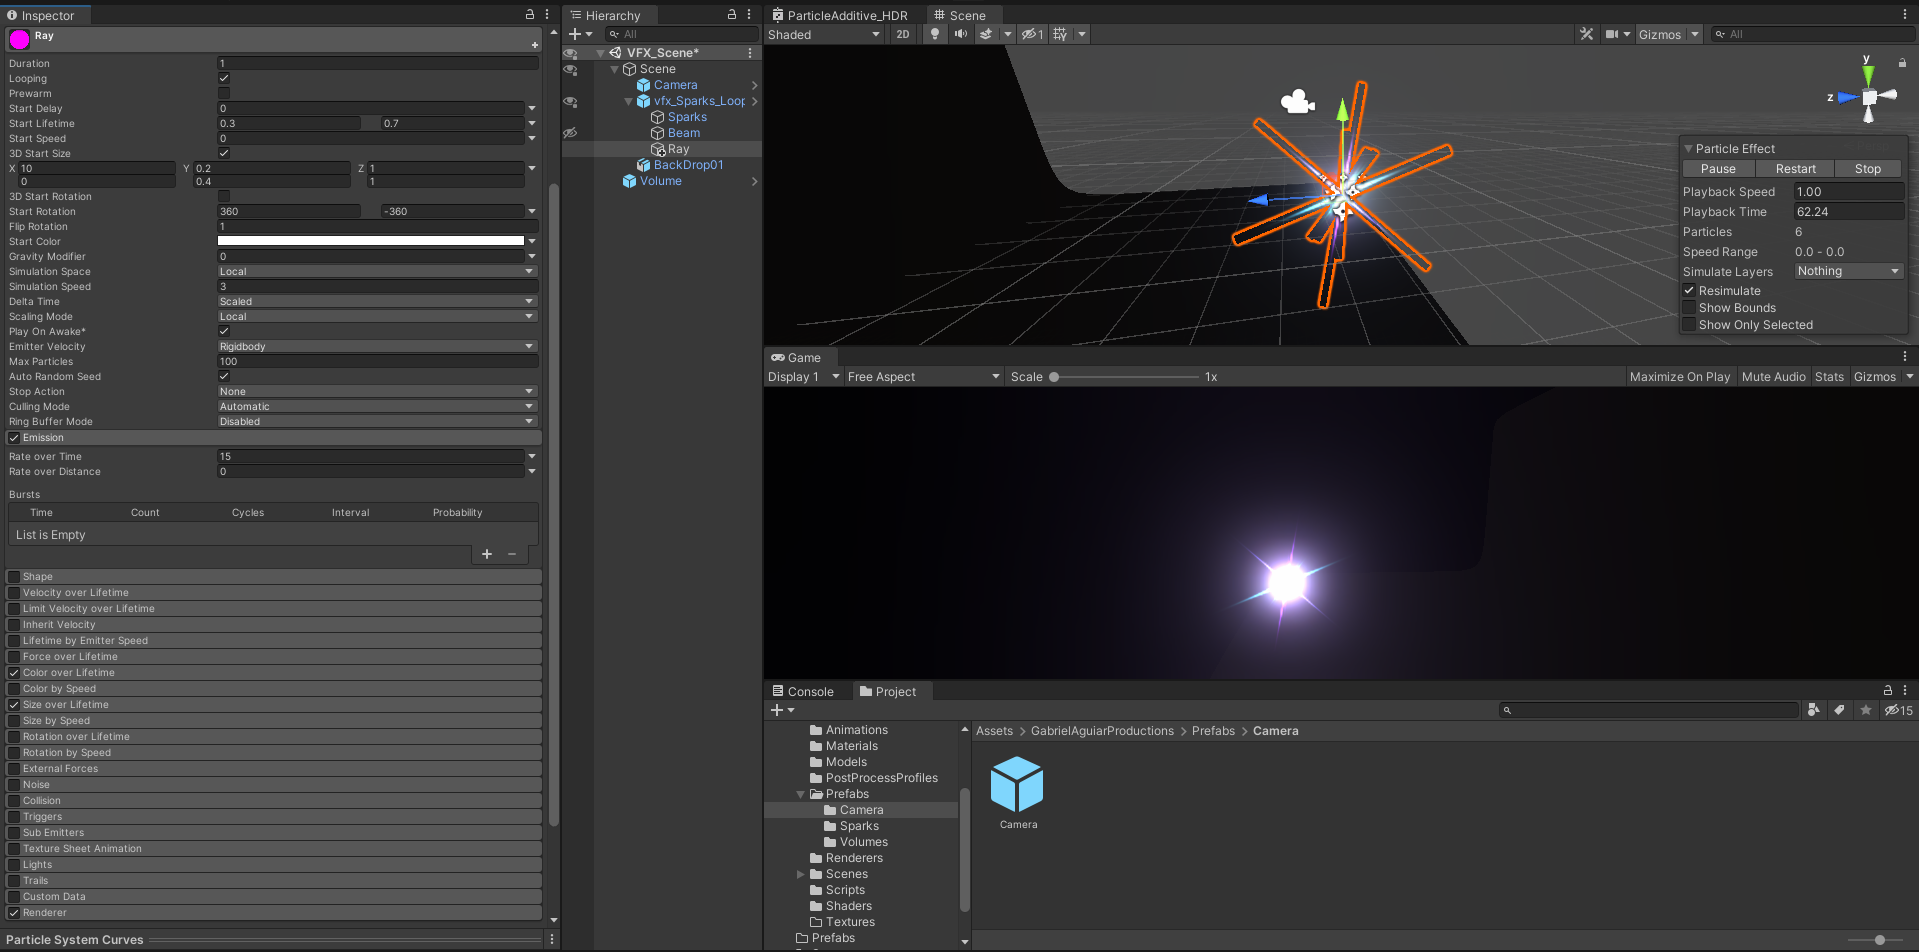 Inspector
Ray
Duration 1
Looping
Prewarm
Start Delay 0
Start Lifetime 0.3 0.7
Start Speed 0
3D Start Size
X 10 Y 0.2 Z 1
0 0.4 1
3D Start Rotation
Start Rotation 360 -360
Flip Rotation 1
Start Color
Gravity Modifier 0
Simulation Space Local
Simulation Speed 3
Delta Time Scaled
Scaling Mode Local
Play On Awake*
Emitter Velocity Rigidbody
Max Particles 100
Auto Random Seed
Stop Action None
Culling Mode Automatic
Ring Buffer Mode Disabled
Emission
Rate over Time 15
Rate over Distance 0
Bursts
Time Count Cycles Interval Probability
List is Empty
Shape
Velocity over Lifetime
Limit Velocity over Lifetime
Inherit Velocity
Lifetime by Emitter Speed
Force over Lifetime
Color over Lifetime
Color by Speed
Size over Lifetime
Size by Speed
Rotation over Lifetime
Rotation by Speed
External Forces
Noise
Collision
Triggers
Sub Emitters
Texture Sheet Animation
Lights
Trails
Custom Data
Renderer
Particle System Curves
Hierarchy
All
VFX_Scene*
Scene
Camera
vfx_Sparks_Loop
Sparks
Beam
Ray
BackDrop01
Volume
ParticleAdditive_HDR Scene
Shaded 2D 1 Gizmos All
y
z
Particle Effect
Pause Restart Stop
Playback Speed 1.00
Playback Time 62.24
Particles 6
Speed Range 0.0 - 0.0
Simulate Layers Nothing
Resimulate
Show Bounds
Show Only Selected
Game
Display 1 Free Aspect Scale 1x Maximize On Play Mute Audio Stats Gizmos
Console Project
15
Animations
Materials
Models
PostProcessProfiles
Prefabs
Camera
Sparks
Volumes
Renderers
Scenes
Scripts
Shaders
Textures
Prefabs
Assets > GabrielAguiarProductions > Prefabs > Camera
Camera